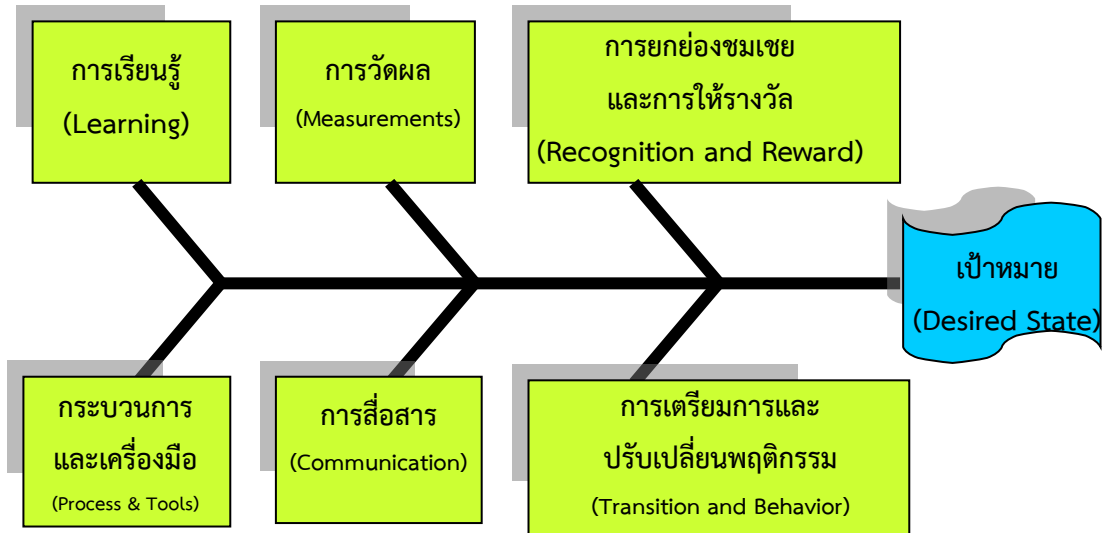 การเรียนรู้
(Learning)
การวัดผล
(Measurements)
การยกย่องชมเชย
และการให้รางวัล
(Recognition and Reward)
เป้าหมาย
(Desired State)
กระบวนการ
และเครื่องมือ
(Process & Tools)
การสื่อสาร
(Communication)
การเตรียมการและ
ปรับเปลี่ยนพฤติกรรม
(Transition and Behavior)